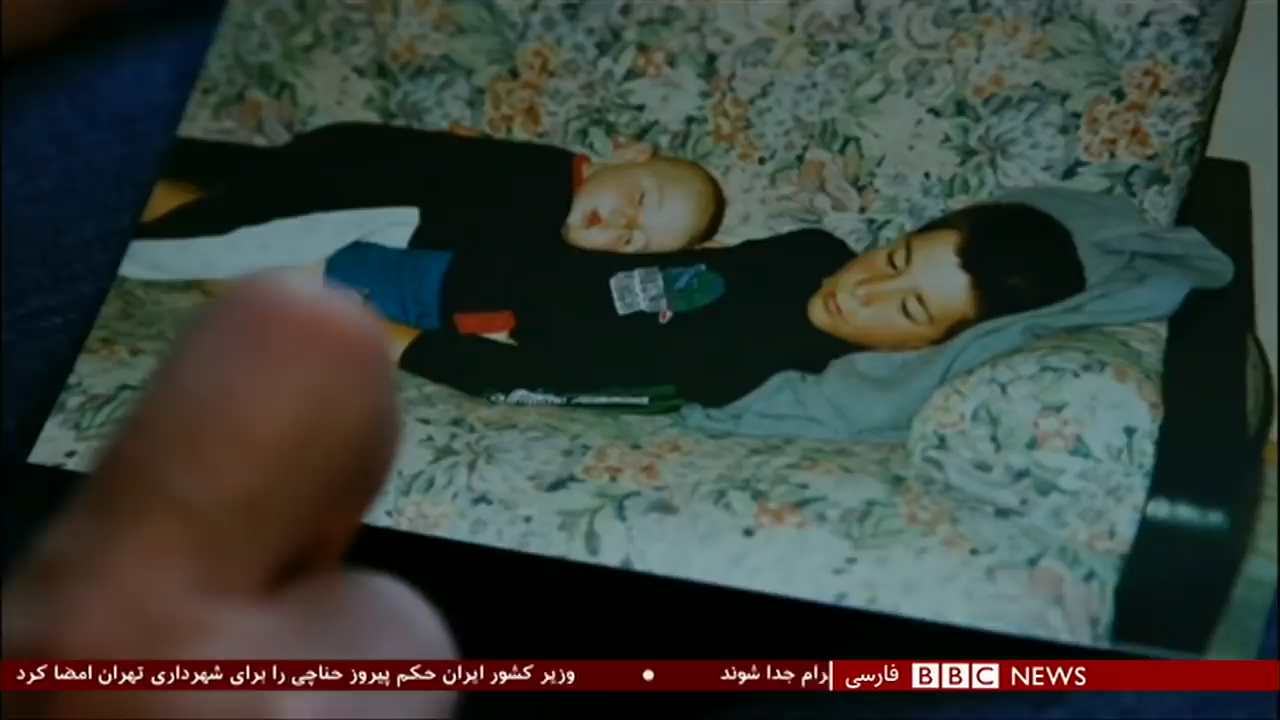 BBC NEWS فارسی
رام جدا شوند • وزیر کشور ایران حکم پیروز حناچی را برای شهرداری تهران امضا کرد